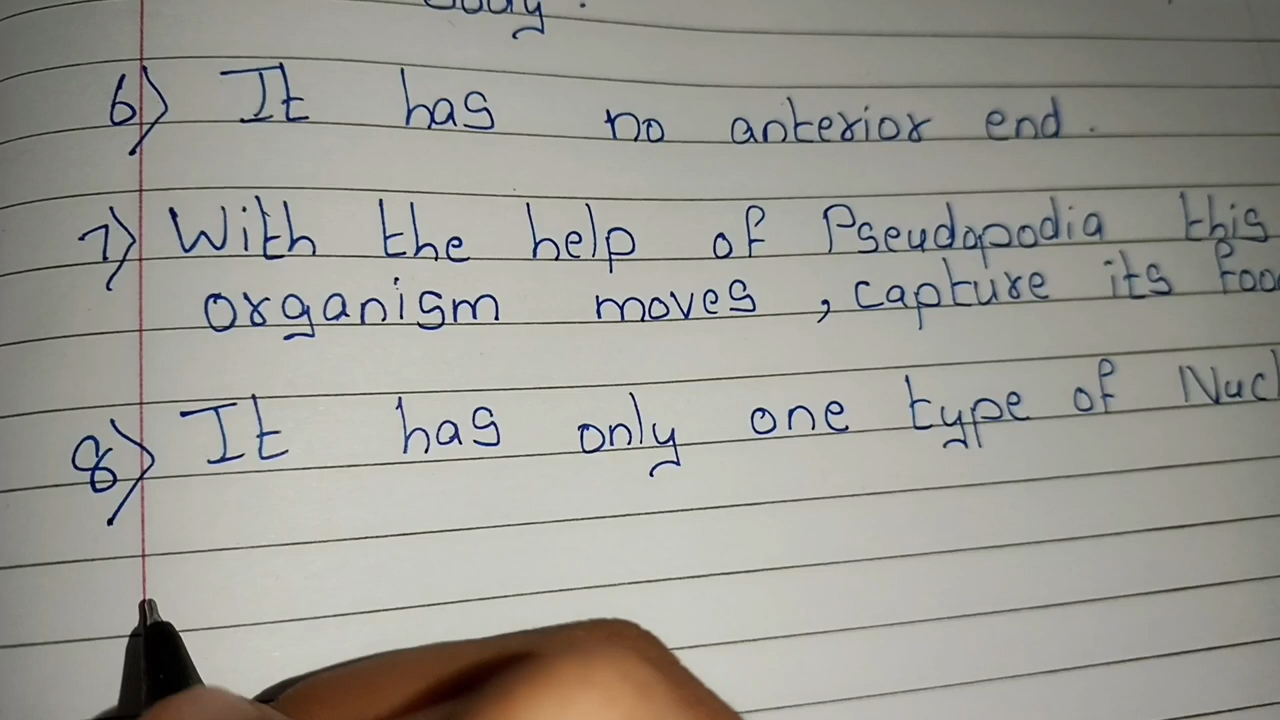 6) It has no anterior end.
7) With the help of Pseudopodia this
organism moves, capture its
8) It has only one type of